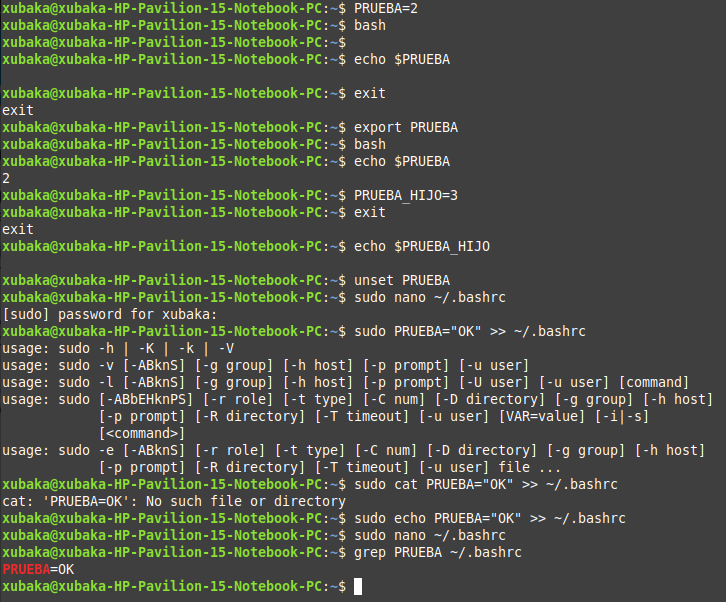 xubaka@xubaka-HP-Pavilion-15-Notebook-PC:~$ PRUEBA=2
xubaka@xubaka-HP-Pavilion-15-Notebook-PC:~$ bash
xubaka@xubaka-HP-Pavilion-15-Notebook-PC:~$
xubaka@xubaka-HP-Pavilion-15-Notebook-PC:~$ echo $PRUEBA

xubaka@xubaka-HP-Pavilion-15-Notebook-PC:~$ exit
exit
xubaka@xubaka-HP-Pavilion-15-Notebook-PC:~$ export PRUEBA
xubaka@xubaka-HP-Pavilion-15-Notebook-PC:~$ bash
xubaka@xubaka-HP-Pavilion-15-Notebook-PC:~$ echo $PRUEBA
2
xubaka@xubaka-HP-Pavilion-15-Notebook-PC:~$ PRUEBA_HIJO=3
xubaka@xubaka-HP-Pavilion-15-Notebook-PC:~$ exit
exit
xubaka@xubaka-HP-Pavilion-15-Notebook-PC:~$ echo $PRUEBA_HIJO

xubaka@xubaka-HP-Pavilion-15-Notebook-PC:~$ unset PRUEBA
xubaka@xubaka-HP-Pavilion-15-Notebook-PC:~$ sudo nano ~/.bashrc
[sudo] password for xubaka:
xubaka@xubaka-HP-Pavilion-15-Notebook-PC:~$ sudo PRUEBA="OK" >> ~/.bashrc
usage: sudo -h | -K | -k | -V
usage: sudo -v [-ABknS] [-g group] [-h host] [-p prompt] [-u user]
usage: sudo -l [-ABknS] [-g group] [-h host] [-p prompt] [-U user] [-u user] [command]
usage: sudo [-ABbEHknPS] [-r role] [-t type] [-C num] [-D directory] [-g group] [-h host]
            [-p prompt] [-R directory] [-T timeout] [-u user] [VAR=value] [-i|-s]
            [<command>]
usage: sudo -e [-ABknS] [-r role] [-t type] [-C num] [-D directory] [-g group] [-h host]
            [-p prompt] [-R directory] [-T timeout] [-u user] file ...
xubaka@xubaka-HP-Pavilion-15-Notebook-PC:~$ sudo cat PRUEBA="OK" >> ~/.bashrc
cat: 'PRUEBA=OK': No such file or directory
xubaka@xubaka-HP-Pavilion-15-Notebook-PC:~$ sudo echo PRUEBA="OK" >> ~/.bashrc
xubaka@xubaka-HP-Pavilion-15-Notebook-PC:~$ sudo nano ~/.bashrc
xubaka@xubaka-HP-Pavilion-15-Notebook-PC:~$ grep PRUEBA ~/.bashrc
PRUEBA=OK
xubaka@xubaka-HP-Pavilion-15-Notebook-PC:~$